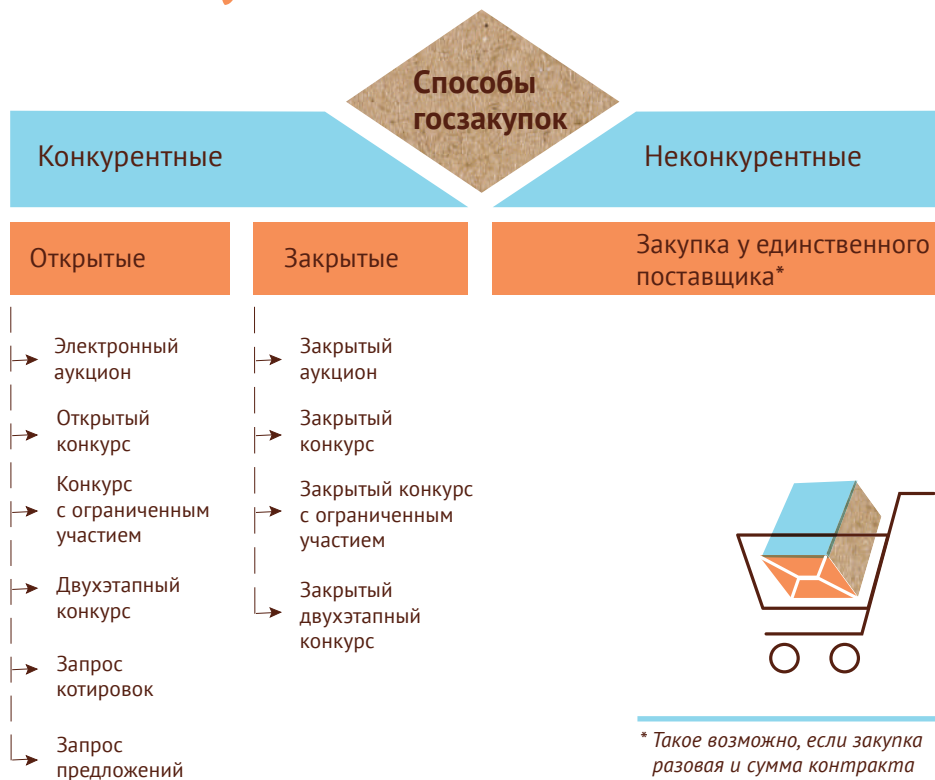 Способы
госзакупок
Конкурентные
Неконкурентные
Открытые
Закрытые
Закупка у единственного
поставщика*
Электронный
аукцион
Открытый
конкурс
Конкурс
с ограниченным
участием
Двухэтапный
конкурс
Запрос
котировок
Запрос
предложений
Закрытый
аукцион
Закрытый
конкурс
Закрытый конкурс
с ограниченным
участием
Закрытый
двухэтапный
конкурс
* Такое возможно, если закупка
разовая и сумма контракта